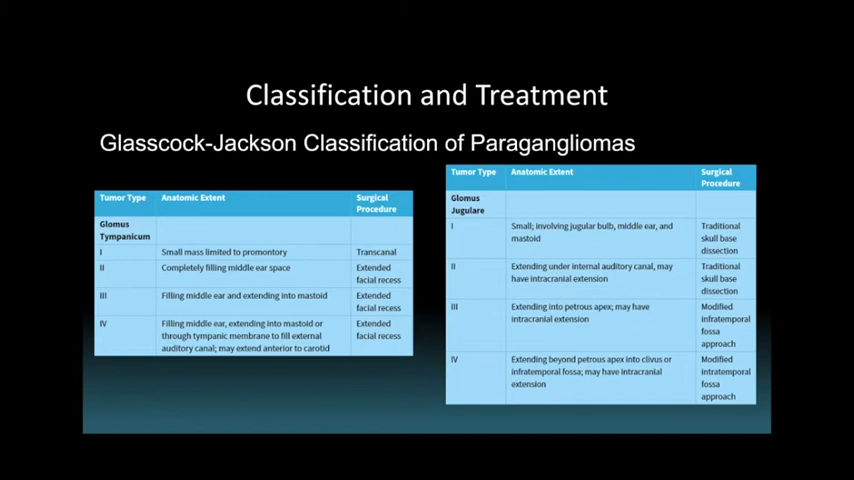 Classification and Treatment
Glasscock-Jackson Classification of Paragangliomas
Tumor Type Anatomic Extent Surgical
Procedure
Glomus
Tympanicum
I Small mass limited to promontory Transcanal
II Completely filling middle ear space Extended
facial recess
III Filling middle ear and extending into mastoid Extended
facial recess
IV Filling middle ear, extending into mastoid or Extended
through tympanic membrane to fill external facial recess
auditory canal; may extend anterior to carotid
Tumor Type Anatomic Extent Surgical
Procedure
Glomus
Jugulare
I Small; involving jugular bulb, middle ear, and Traditional
mastoid skull base
dissection
II Extending under internal auditory canal, may Traditional
have intracranial extension skull base
dissection
III Extending into petrous apex; may have Modified
intracranial extension infratemporal
fossa
approach
IV Extending beyond petrous apex into clivus or Modified
infratemporal fossa; may have intracranial intratemporal
extension fossa
approach